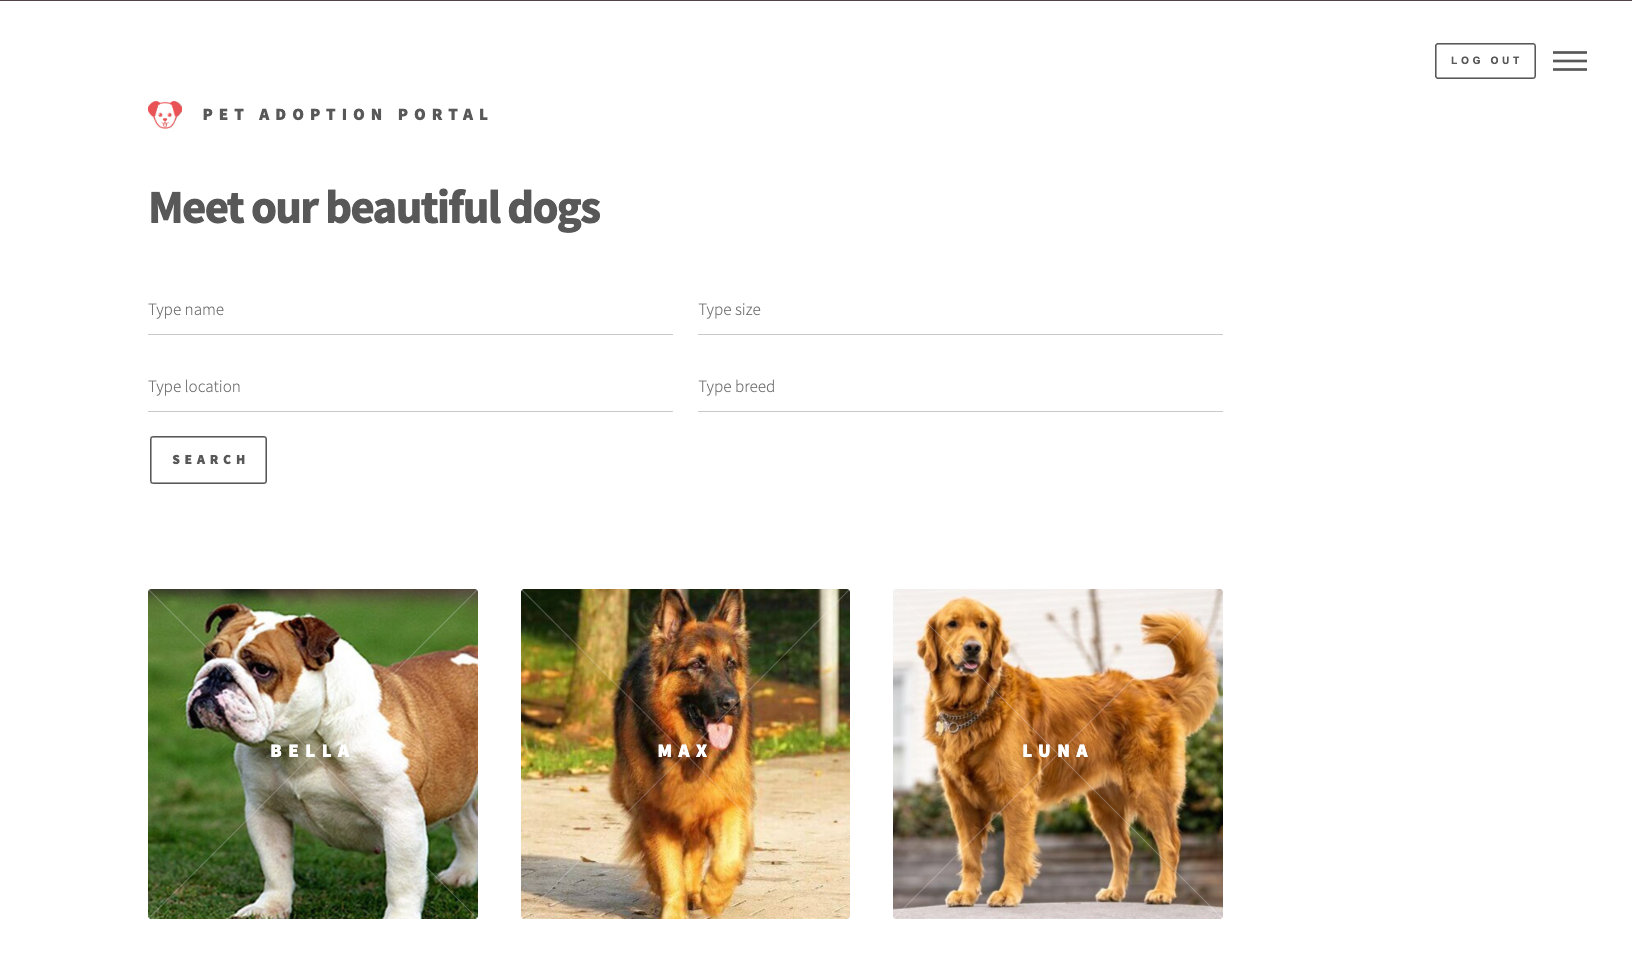 LOG OUT
PET ADOPTION PORTAL
Meet our beautiful dogs
Type name
Type size
Type location
Type breed
SEARCH
BELLA
MAX
LUNA